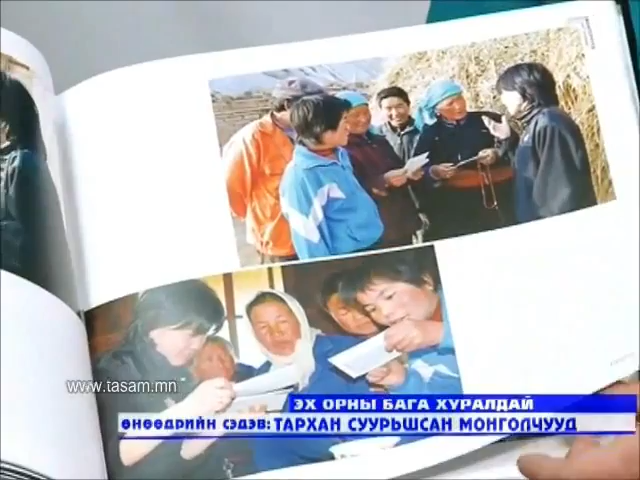 www.tasam.mn
ЭХ ОРНЫ БАГА ХУРАЛДАЙ
ӨНӨӨДРИЙН СЭДЭВ: ТАРХАН СУУРЬШСАН МОНГОЛЧУУД